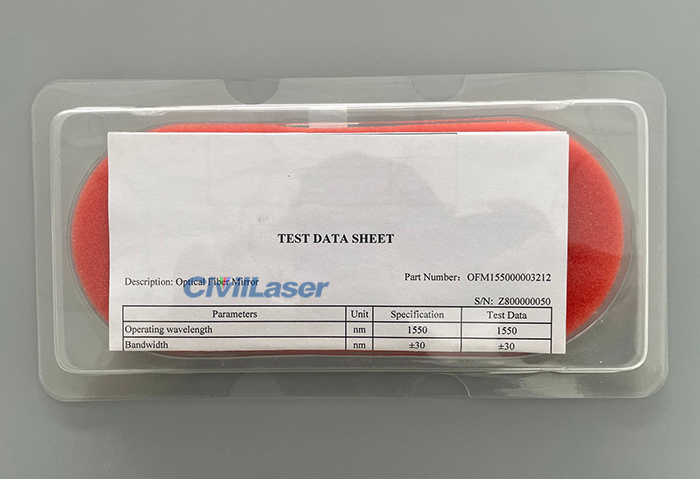 TEST DATA SHEET
Description: Optical Fiber Mirror
Part Number: OFM155000003212
CivilLaser
S/N: Z800000050
Parameters Unit Specification Test Data
Operating wavelength nm 1550 1550
Bandwidth nm ±30 ±30